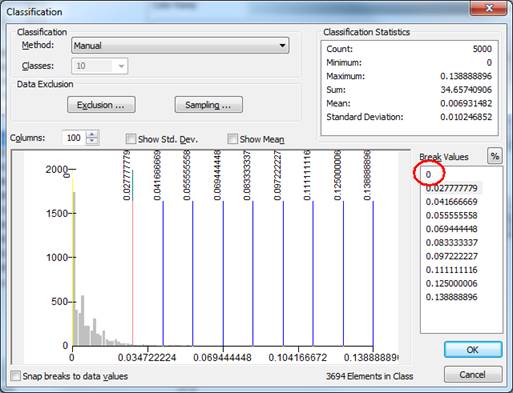 Classification
Classification
Method: Manual
Classes: 10
Data Exclusion
Exclusion ...
Sampling ...
Classification Statistics
Count: 5000
Minimum: 0
Maximum: 0.138888896
Sum: 34.65740906
Mean: 0.006931482
Standard Deviation: 0.010246852
Columns: 100
Show Std. Dev.
Show Mean
Break Values
%
0
0.027777779
0.041666669
0.055555558
0.069444448
0.083333337
0.097222227
0.111111116
0.125000006
0.138888896
2000
1500
1000
500
0
0.027777779
0.041666669
0.055555558
0.069444448
0.083333337
0.097222227
0.111111116
0.125000006
0.138888896
0
0.034722224
0.069444448
0.104166672
0.138888896
OK
Cancel
Snap breaks to data values
3694 Elements in Class